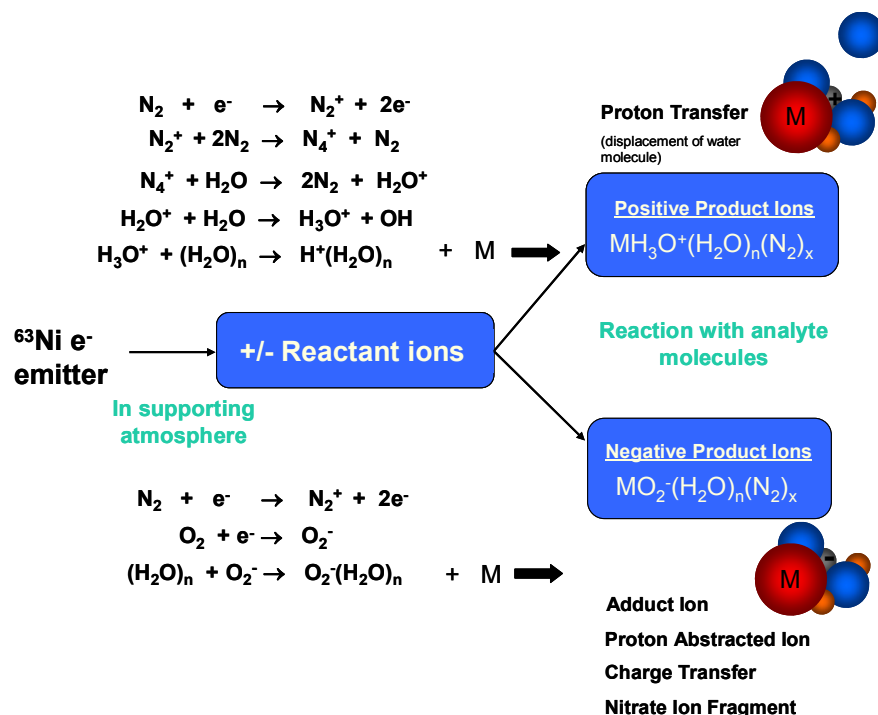 N₂ + e⁻ → N₂⁺ + 2e⁻
N₂⁺ + 2N₂ → N₄⁺ + N₂
N₄⁺ + H₂O → 2N₂ + H₂O⁺
H₂O⁺ + H₂O → H₃O⁺ + OH
H₃O⁺ + (H₂O)ₙ → H⁺(H₂O)ₙ + M
Proton Transfer
(displacement of water
molecule)
M
+
Positive Product Ions
MH₃O⁺(H₂O)ₙ(N₂)ₓ
⁶³Ni e⁻
emitter
+/- Reactant ions
In supporting
atmosphere
Reaction with analyte
molecules
Negative Product Ions
MO₂⁻(H₂O)ₙ(N₂)ₓ
N₂ + e⁻ → N₂⁺ + 2e⁻
O₂ + e⁻ → O₂⁻
(H₂O)ₙ + O₂⁻ → O₂⁻(H₂O)ₙ + M
M
-
Adduct Ion
Proton Abstracted Ion
Charge Transfer
Nitrate Ion Fragment